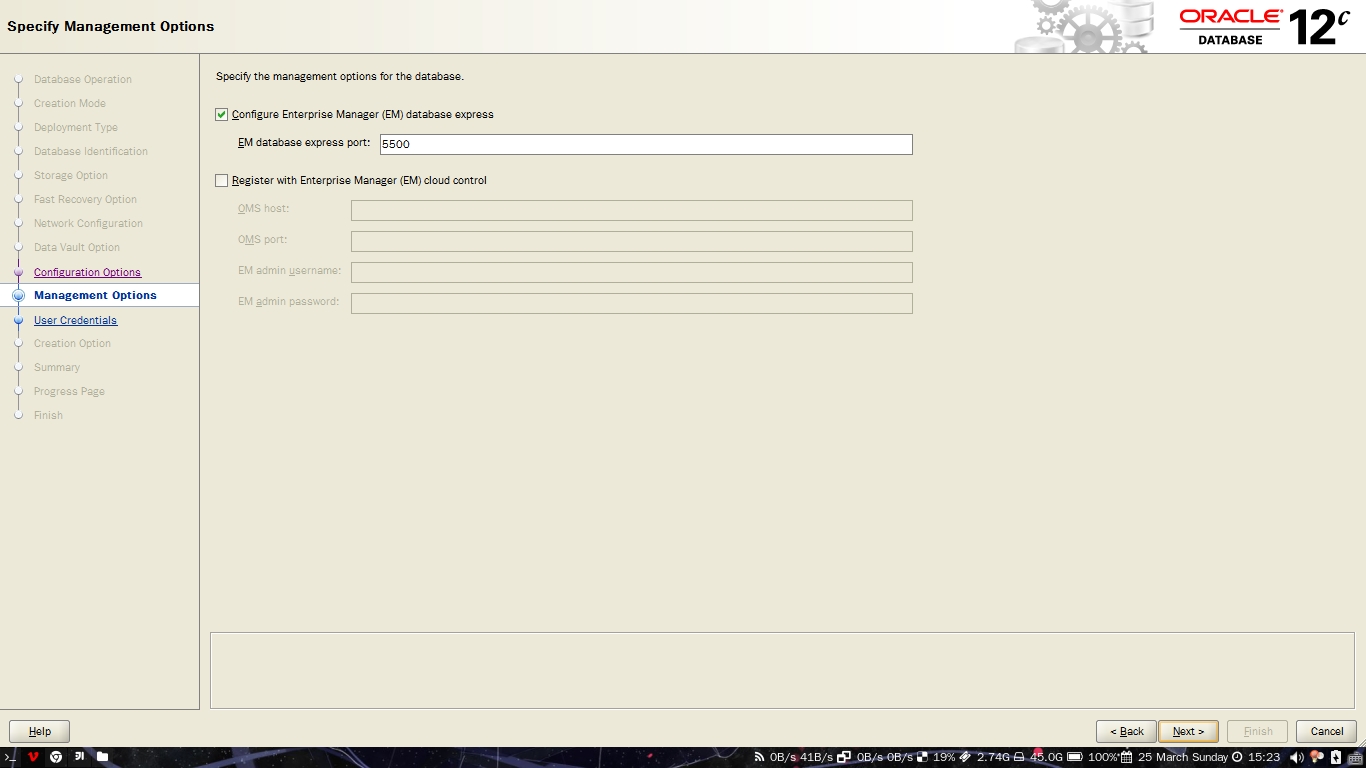 Specify Management Options
ORACLE
DATABASE
12c
Database Operation
Creation Mode
Deployment Type
Database Identification
Storage Option
Fast Recovery Option
Network Configuration
Data Vault Option
Configuration Options
Management Options
User Credentials
Creation Option
Summary
Progress Page
Finish
Specify the management options for the database.
Configure Enterprise Manager (EM) database express
EM database express port: 5500
Register with Enterprise Manager (EM) cloud control
OMS host:
OMS port:
EM admin username:
EM admin password:
Help
< Back
Next >
Finish
Cancel
0B/s 41B/s 0B/s 0B/s 19% 2.74G 45.0G 100% 25 March Sunday 15:23